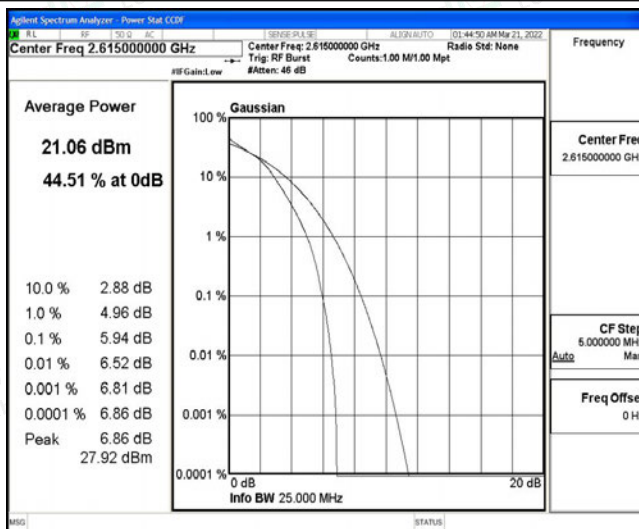 Agilent Spectrum Analyzer - Power Stat CCDF
RL RF 50 Ω AC SENSE:PULSE ALIGN AUTO 01:44:50 AM Mar 21, 2022
Center Freq 2.615000000 GHz
Center Freq: 2.615000000 GHz Radio Std: None
Trig: RF Burst Counts:1.00 M/1.00 Mpt
#IFGain:Low #Atten: 46 dB
Frequency
Average Power
21.06 dBm
44.51 % at 0dB
10.0 % 2.88 dB
1.0 % 4.96 dB
0.1 % 5.94 dB
0.01 % 6.52 dB
0.001 % 6.81 dB
0.0001 % 6.86 dB
Peak 6.86 dB
27.92 dBm
Gaussian
100 %
10 %
1 %
0.1 %
0.01 %
0.001 %
0.0001 %
0 dB 20 dB
Info BW 25.000 MHz
Center Fre
2.615000000 GH
CF Step
5.000000 MH
Auto Ma
Freq Offse
0 H
MSG STATUS